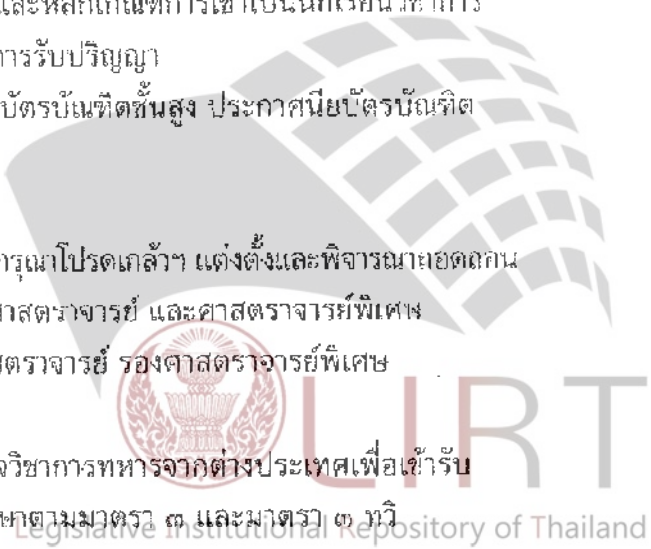 และหลักเกณฑ์การเข้าเป็นนักเรียนวิชาการ
การรับปริญญา
บัตรบัณฑิตชั้นสูง ประกาศนียบัตรบัณฑิต
กรุณาโปรดเกล้าฯ แต่งตั้งและพิจารณาถอดถอน
าสตราจารย์ และศาสตราจารย์พิเศษ
สตราจารย์ รองศาสตราจารย์พิเศษ
LIRT
วิชาการทหารจากต่างประเทศเพื่อเข้ารับ
ษาตามมาตรา ๓ และมาตรา ๓ ทวิ
Legislative Institutional Repository of Thailand